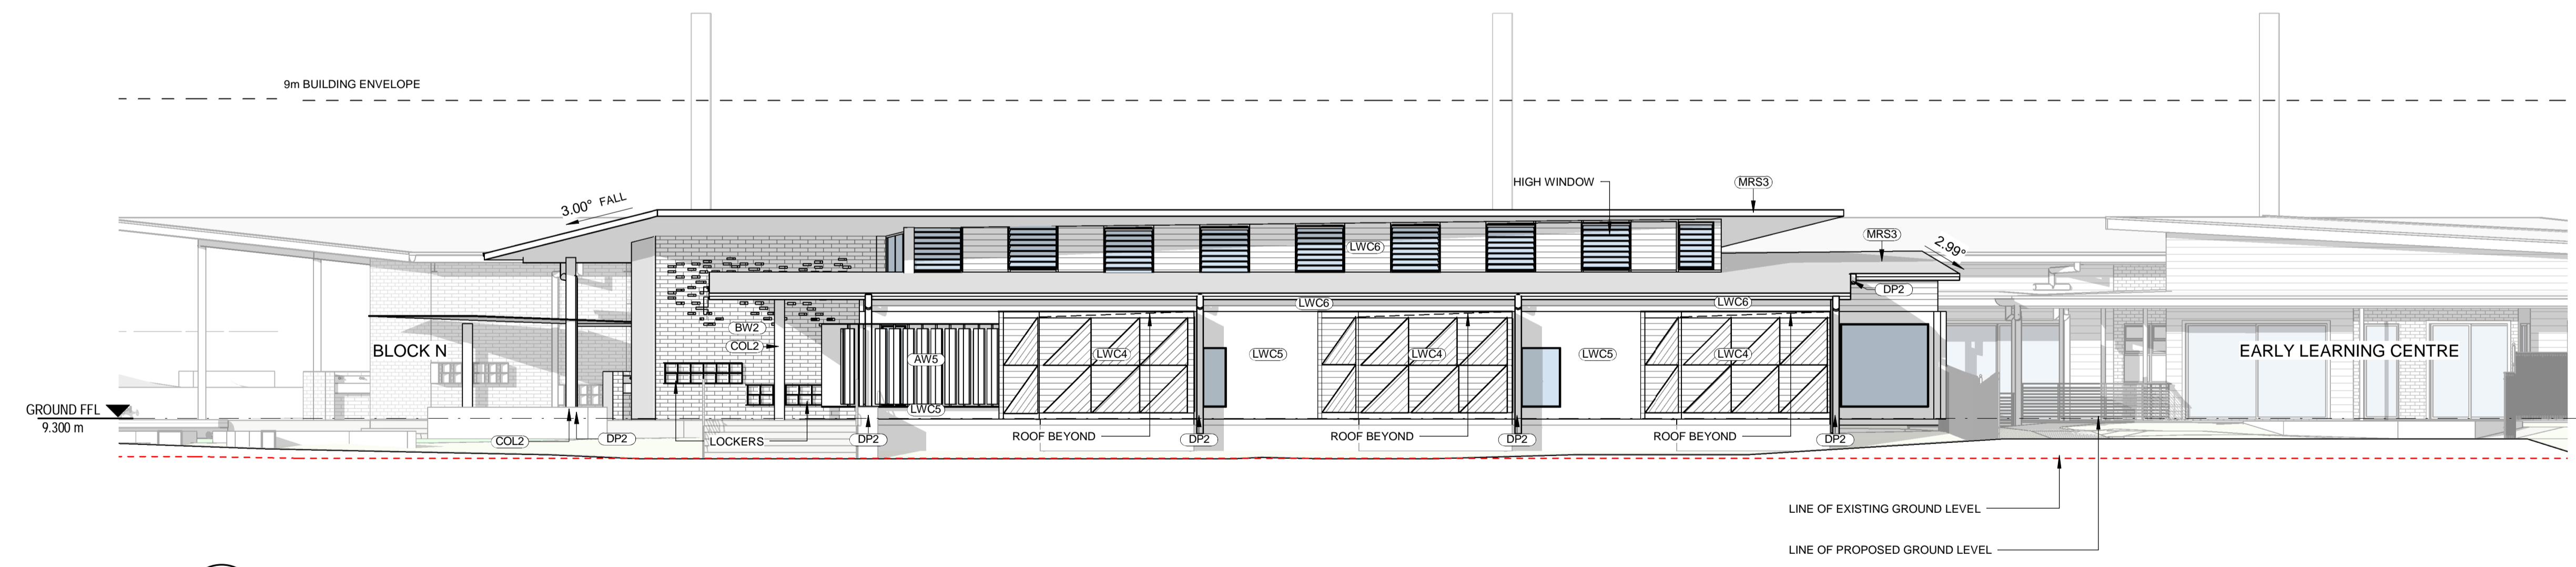 9m BUILDING ENVELOPE
3.00° FALL
HIGH WINDOW
MRS3
LWC6
MRS3
2.99°
DP2
LWC6
LWC6
BW2
COL2
BLOCK N
AW5
LWC4
LWC5
LWC4
LWC5
LWC4
EARLY LEARNING CENTRE
GROUND FFL
9.300 m
LWC5
COL2
DP2
LOCKERS
DP2
ROOF BEYOND
DP2
ROOF BEYOND
DP2
ROOF BEYOND
DP2
LINE OF EXISTING GROUND LEVEL
LINE OF PROPOSED GROUND LEVEL